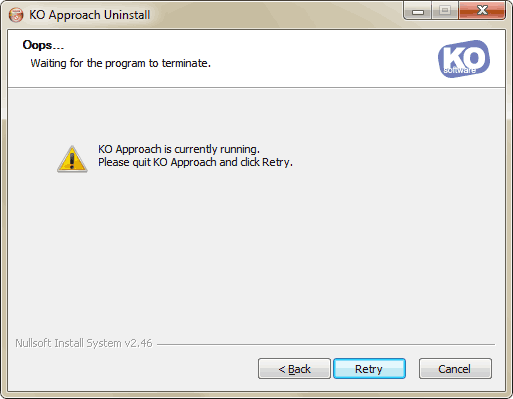 KO Approach Uninstall
Oops...
Waiting for the program to terminate.
KO
software
KO Approach is currently running.
Please quit KO Approach and click Retry.
Nullsoft Install System v2.46
< Back
Retry
Cancel